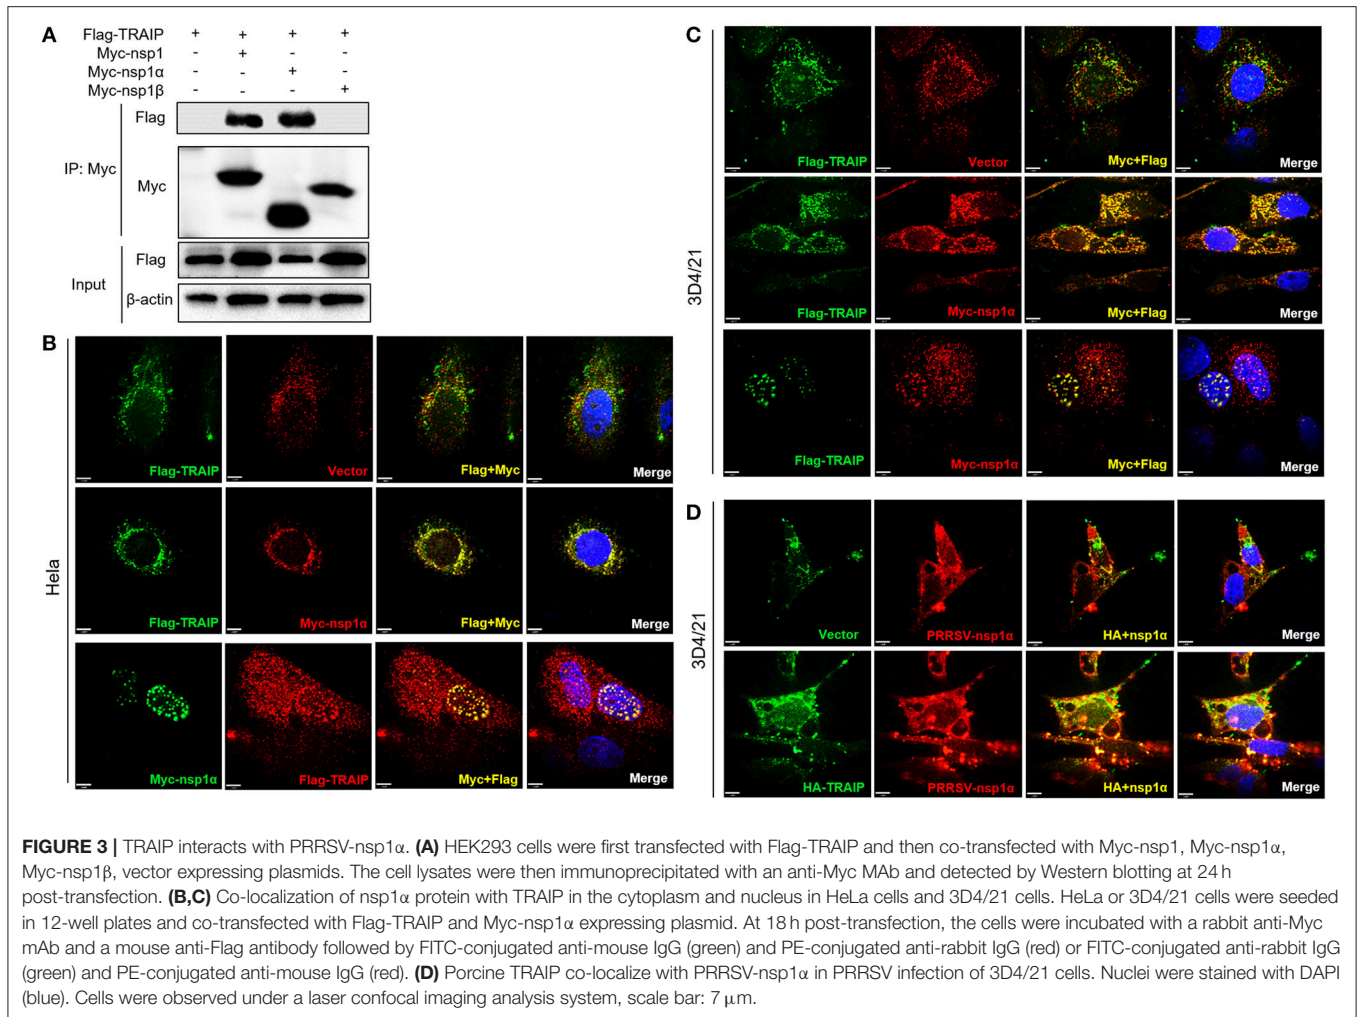 A
Flag-TRAIP + + + +
Myc-nsp1 - + - -
Myc-nsp1α - - + -
Myc-nsp1β - - - +
IP: Myc
Flag
Myc
Input
Flag
β-actin
B
Hela
Flag-TRAIP Vector Flag+Myc Merge
Flag-TRAIP Myc-nsp1α Flag+Myc Merge
Myc-nsp1α Flag-TRAIP Myc+Flag Merge
C
3D4/21
Flag-TRAIP Vector Myc+Flag Merge
Flag-TRAIP Myc-nsp1α Myc+Flag Merge
Flag-TRAIP Myc-nsp1α Myc+Flag Merge
D
3D4/21
Vector PRRSV-nsp1α HA+nsp1α Merge
HA-TRAIP PRRSV-nsp1α HA+nsp1α Merge
FIGURE 3 | TRAIP interacts with PRRSV-nsp1α. (A) HEK293 cells were first transfected with Flag-TRAIP and then co-transfected with Myc-nsp1, Myc-nsp1α,
Myc-nsp1β, vector expressing plasmids. The cell lysates were then immunoprecipitated with an anti-Myc MAb and detected by Western blotting at 24 h
post-transfection. (B,C) Co-localization of nsp1α protein with TRAIP in the cytoplasm and nucleus in HeLa cells and 3D4/21 cells. HeLa or 3D4/21 cells were seeded
in 12-well plates and co-transfected with Flag-TRAIP and Myc-nsp1α expressing plasmid. At 18 h post-transfection, the cells were incubated with a rabbit anti-Myc
mAb and a mouse anti-Flag antibody followed by FITC-conjugated anti-mouse IgG (green) and PE-conjugated anti-rabbit IgG (red) or FITC-conjugated anti-rabbit IgG
(green) and PE-conjugated anti-mouse IgG (red). (D) Porcine TRAIP co-localize with PRRSV-nsp1α in PRRSV infection of 3D4/21 cells. Nuclei were stained with DAPI
(blue). Cells were observed under a laser confocal imaging analysis system, scale bar: 7 μm.